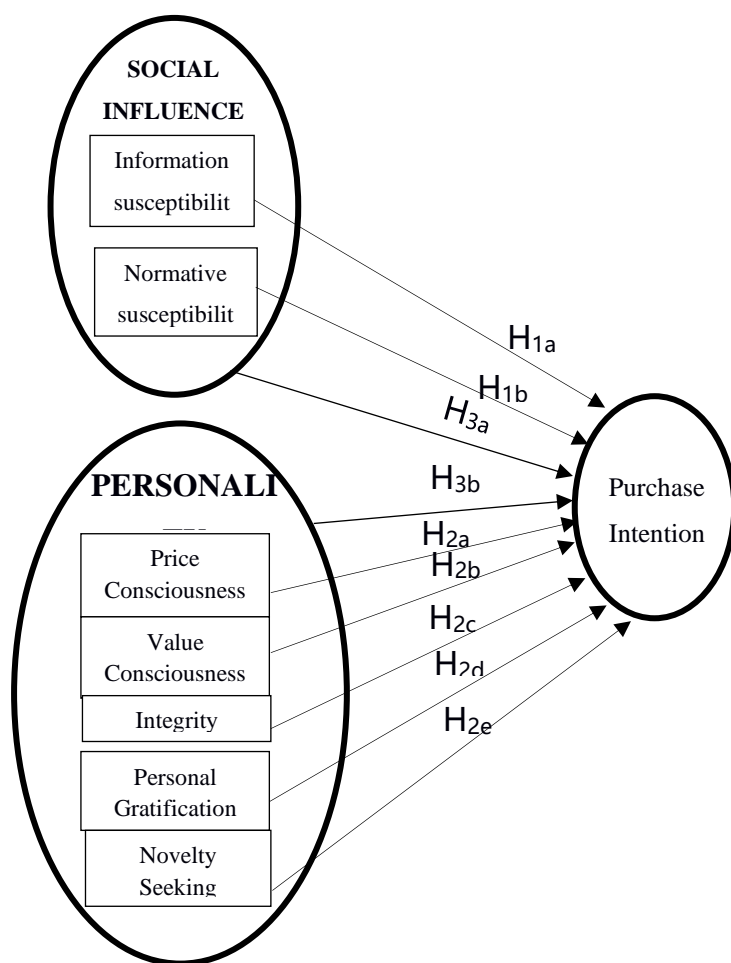 SOCIAL
INFLUENCE
Information
susceptibilit
Normative
susceptibilit
H1a
H1b
H3a
PERSONALI
H3b
H2a
H2b
H2c
H2d
H2e
Price
Consciousness
Value
Consciousness
Integrity
Personal
Gratification
Novelty
Seeking
Purchase
Intention